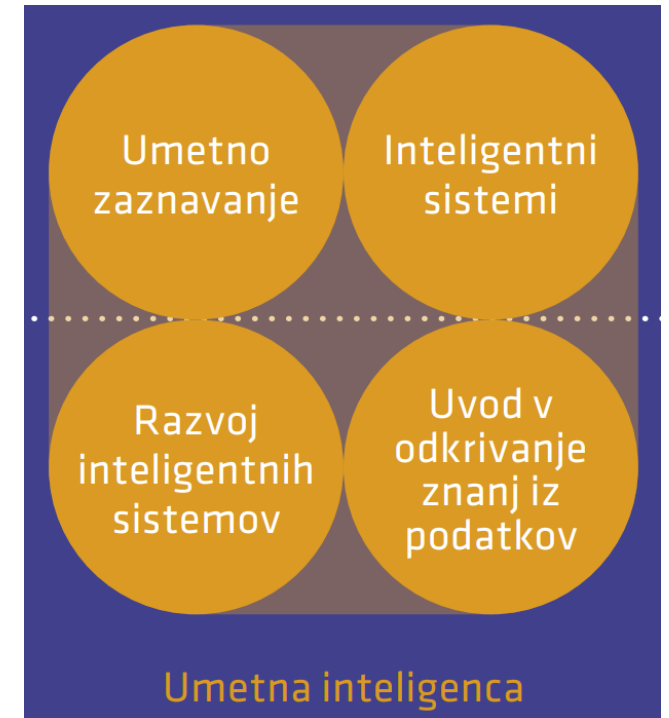 Umetno
zaznavanje
Inteligentni
sistemi
Razvoj
inteligentnih
sistemov
Uvod v
odkrivanje
znanj iz
podatkov
Umetna inteligenca